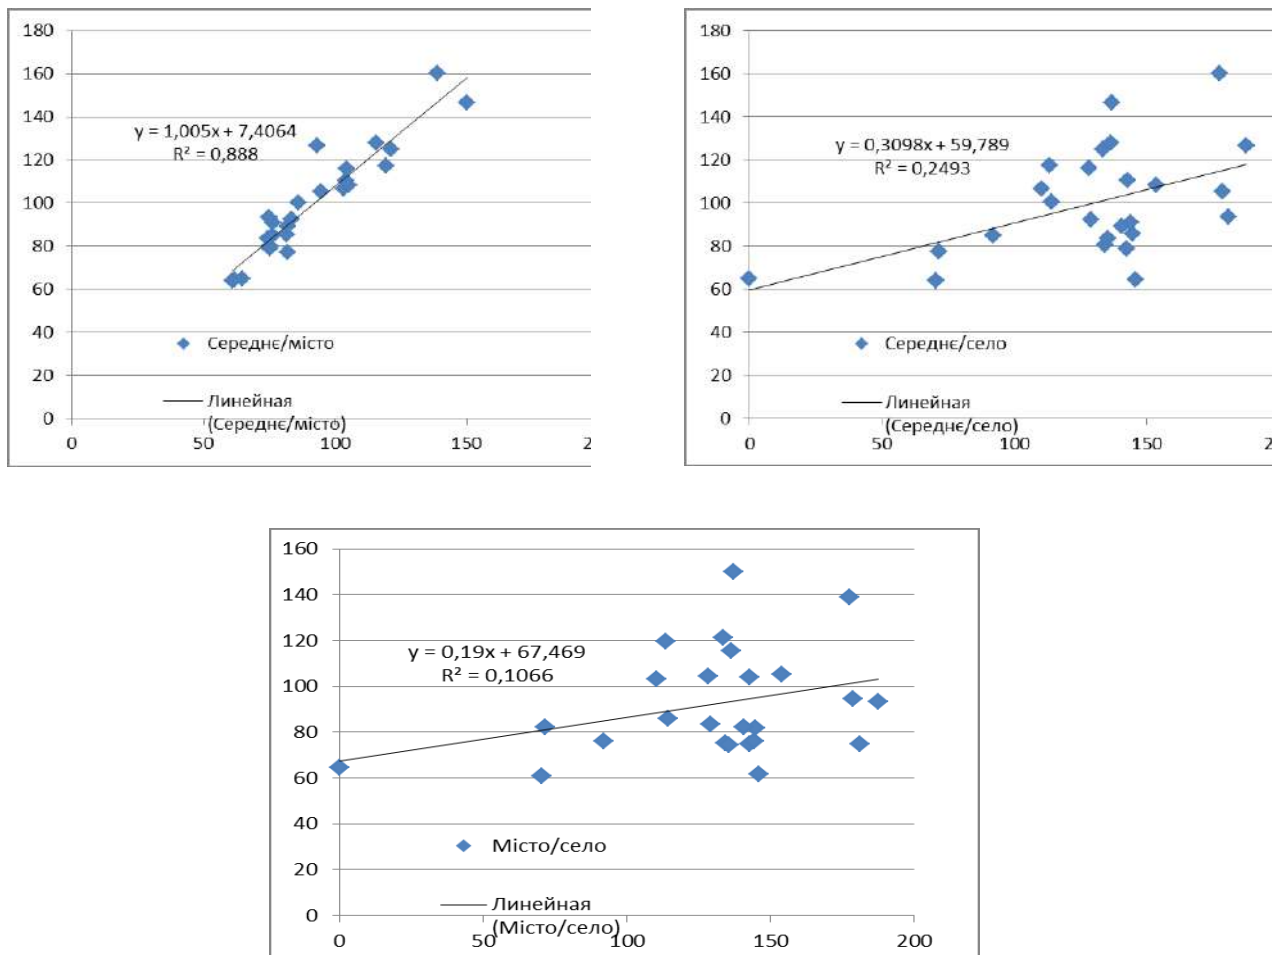 180
160
140
120
100
80
60
40
20
0
y = 1,005x + 7,4064
R² = 0,888
Середнє/місто
Линейная
(Середнє/місто)
0 50 100 150
180
160
140
120
100
80
60
40
20
0
y = 0,3098x + 59,789
R² = 0,2493
Середнє/село
Линейная
(Середнє/село)
0 50 100 150
160
140
120
100
80
60
40
20
0
y = 0,19x + 67,469
R² = 0,1066
Місто/село
Линейная
(Місто/село)
0 50 100 150 200